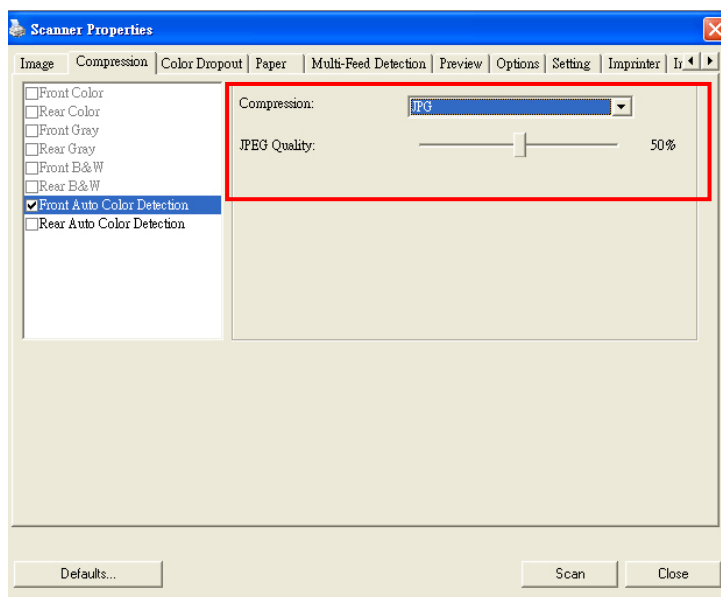 Scanner Properties
Image Compression Color Dropout Paper Multi-Feed Detection Preview Options Setting Imprinter
Front Color
Rear Color
Front Gray
Rear Gray
Front B&W
Rear B&W
Front Auto Color Detection
Rear Auto Color Detection
Compression: JPG
JPEG Quality: 50%
Defaults... Scan Close